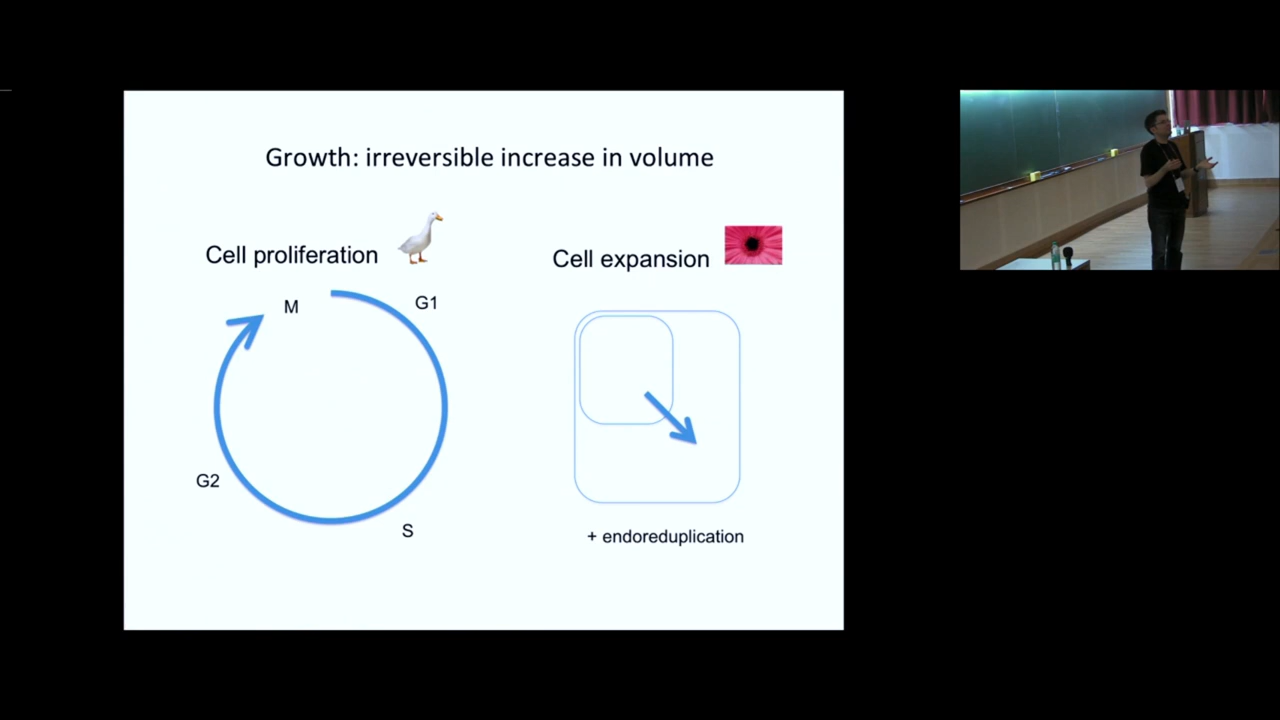 Growth: irreversible increase in volume
Cell proliferation
Cell expansion
M
G1
G2
S
+ endoreduplication